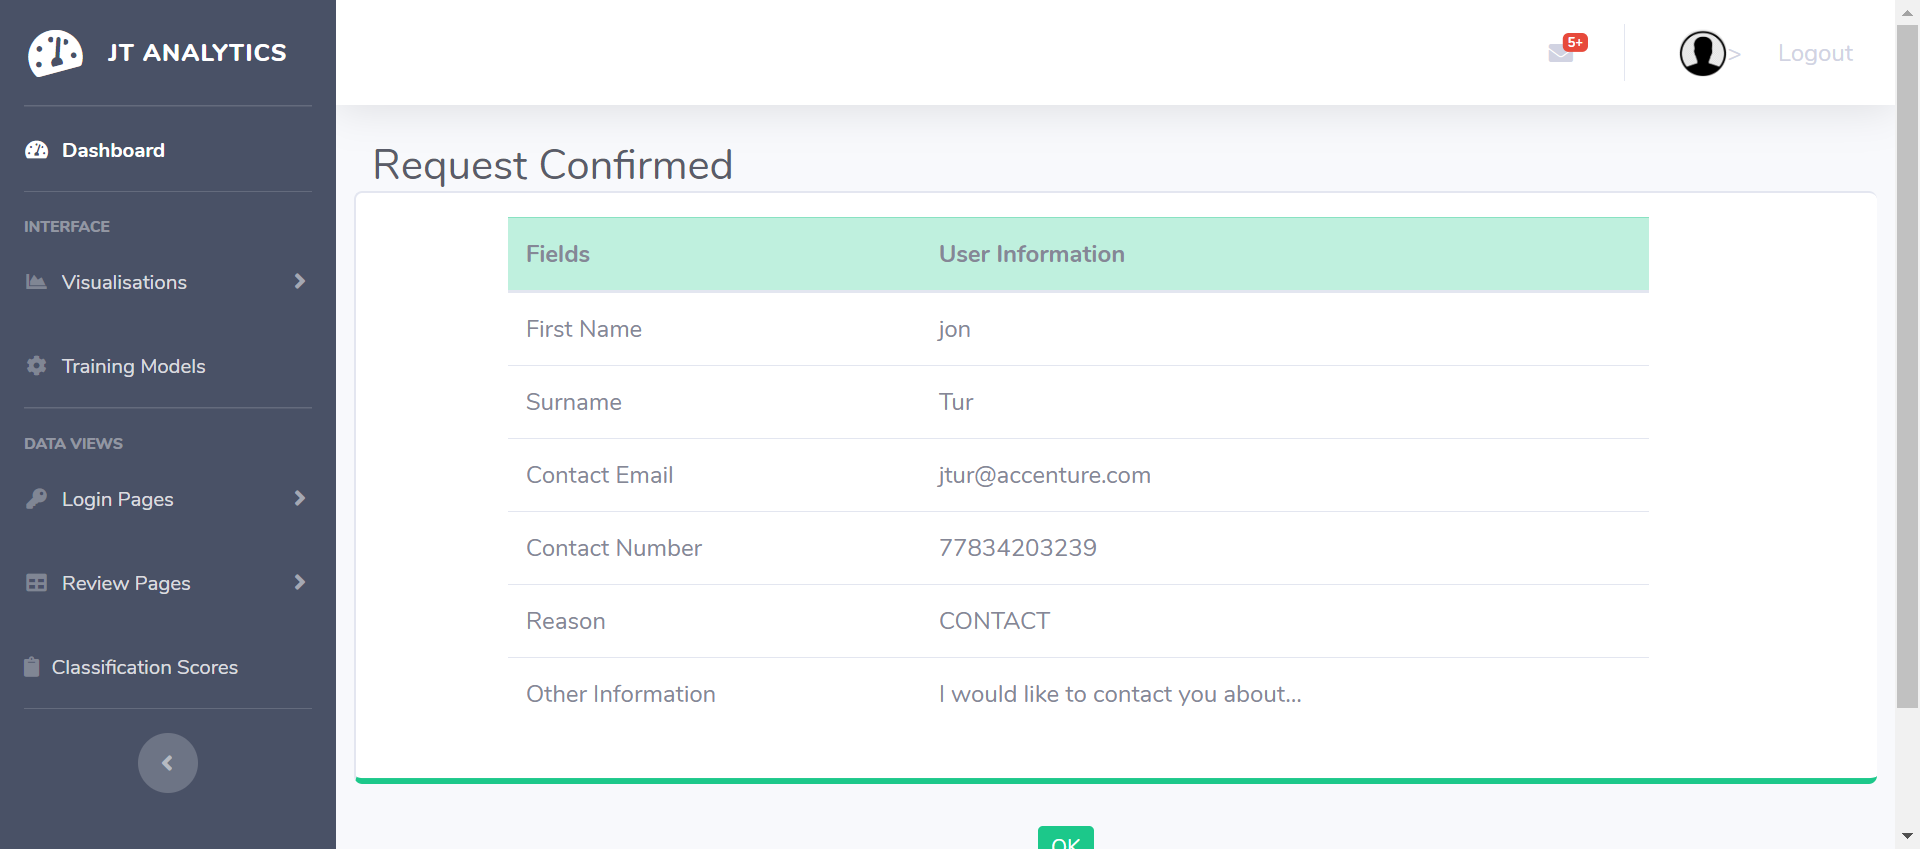 JT ANALYTICS
5+
>
Logout
Dashboard
INTERFACE
Visualisations
Training Models
DATA VIEWS
Login Pages
Review Pages
Classification Scores
Request Confirmed
Fields User Information
First Name jon
Surname Tur
Contact Email jtur@accenture.com
Contact Number 77834203239
Reason CONTACT
Other Information I would like to contact you about...
OK